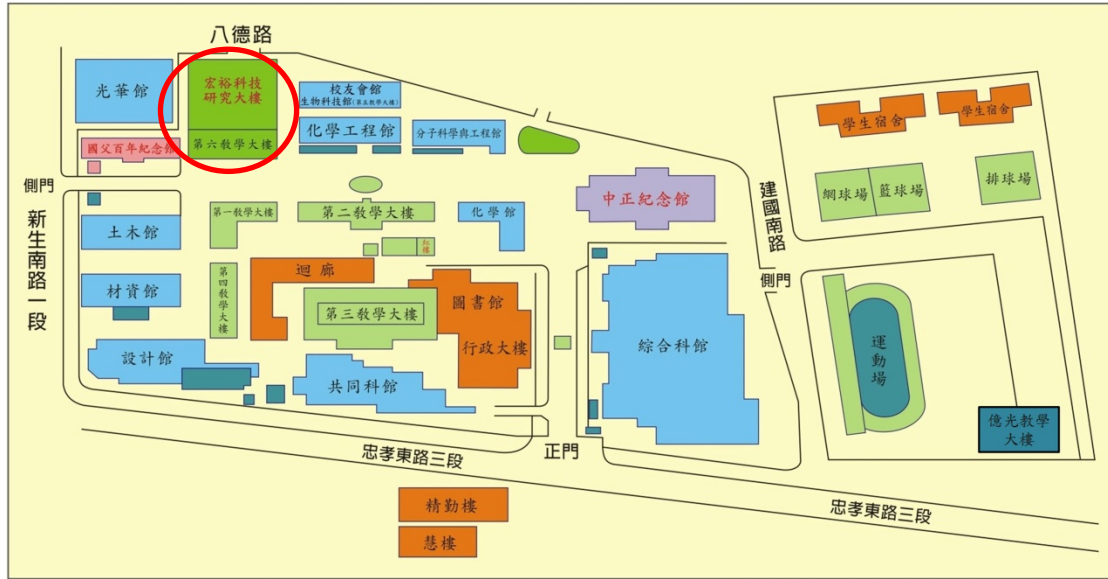 八德路
光華館
宏裕科技
研究大樓
校友會館
生物科技館(第五教學大樓)
化學工程館
分子科學與工程館
第六教學大樓
國父百年紀念館
學生宿舍
學生宿舍
網球場
籃球場
排球場
側門
新生南路一段
土木館
第一教學大樓
第二教學大樓
化學館
中正紀念館
建國南路
側門
紅樓
材資館
第四教學大樓
迴廊
第三教學大樓
圖書館
行政大樓
綜合科館
運動場
設計館
共同科館
億光教學
大樓
忠孝東路三段
正門
忠孝東路三段
精勤樓
慧樓